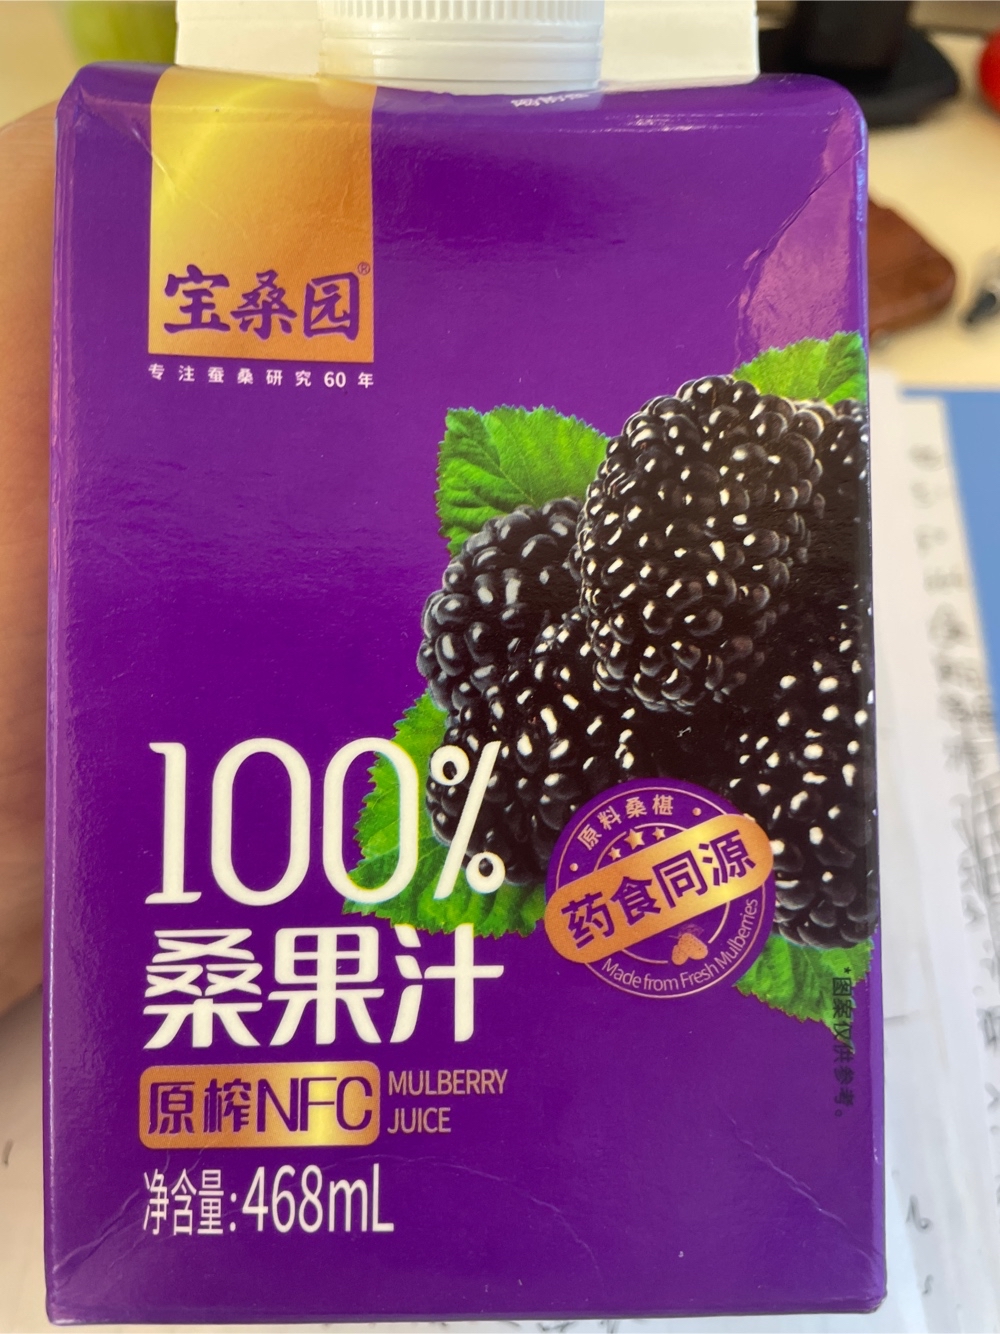 宝桑园®
专注蚕桑研究60年
100%
桑果汁
原榨NFC
MULBERRY
JUICE
净含量:468mL
原料桑椹
药食同源
Made from Fresh Mulberries
*图案仅供参考。